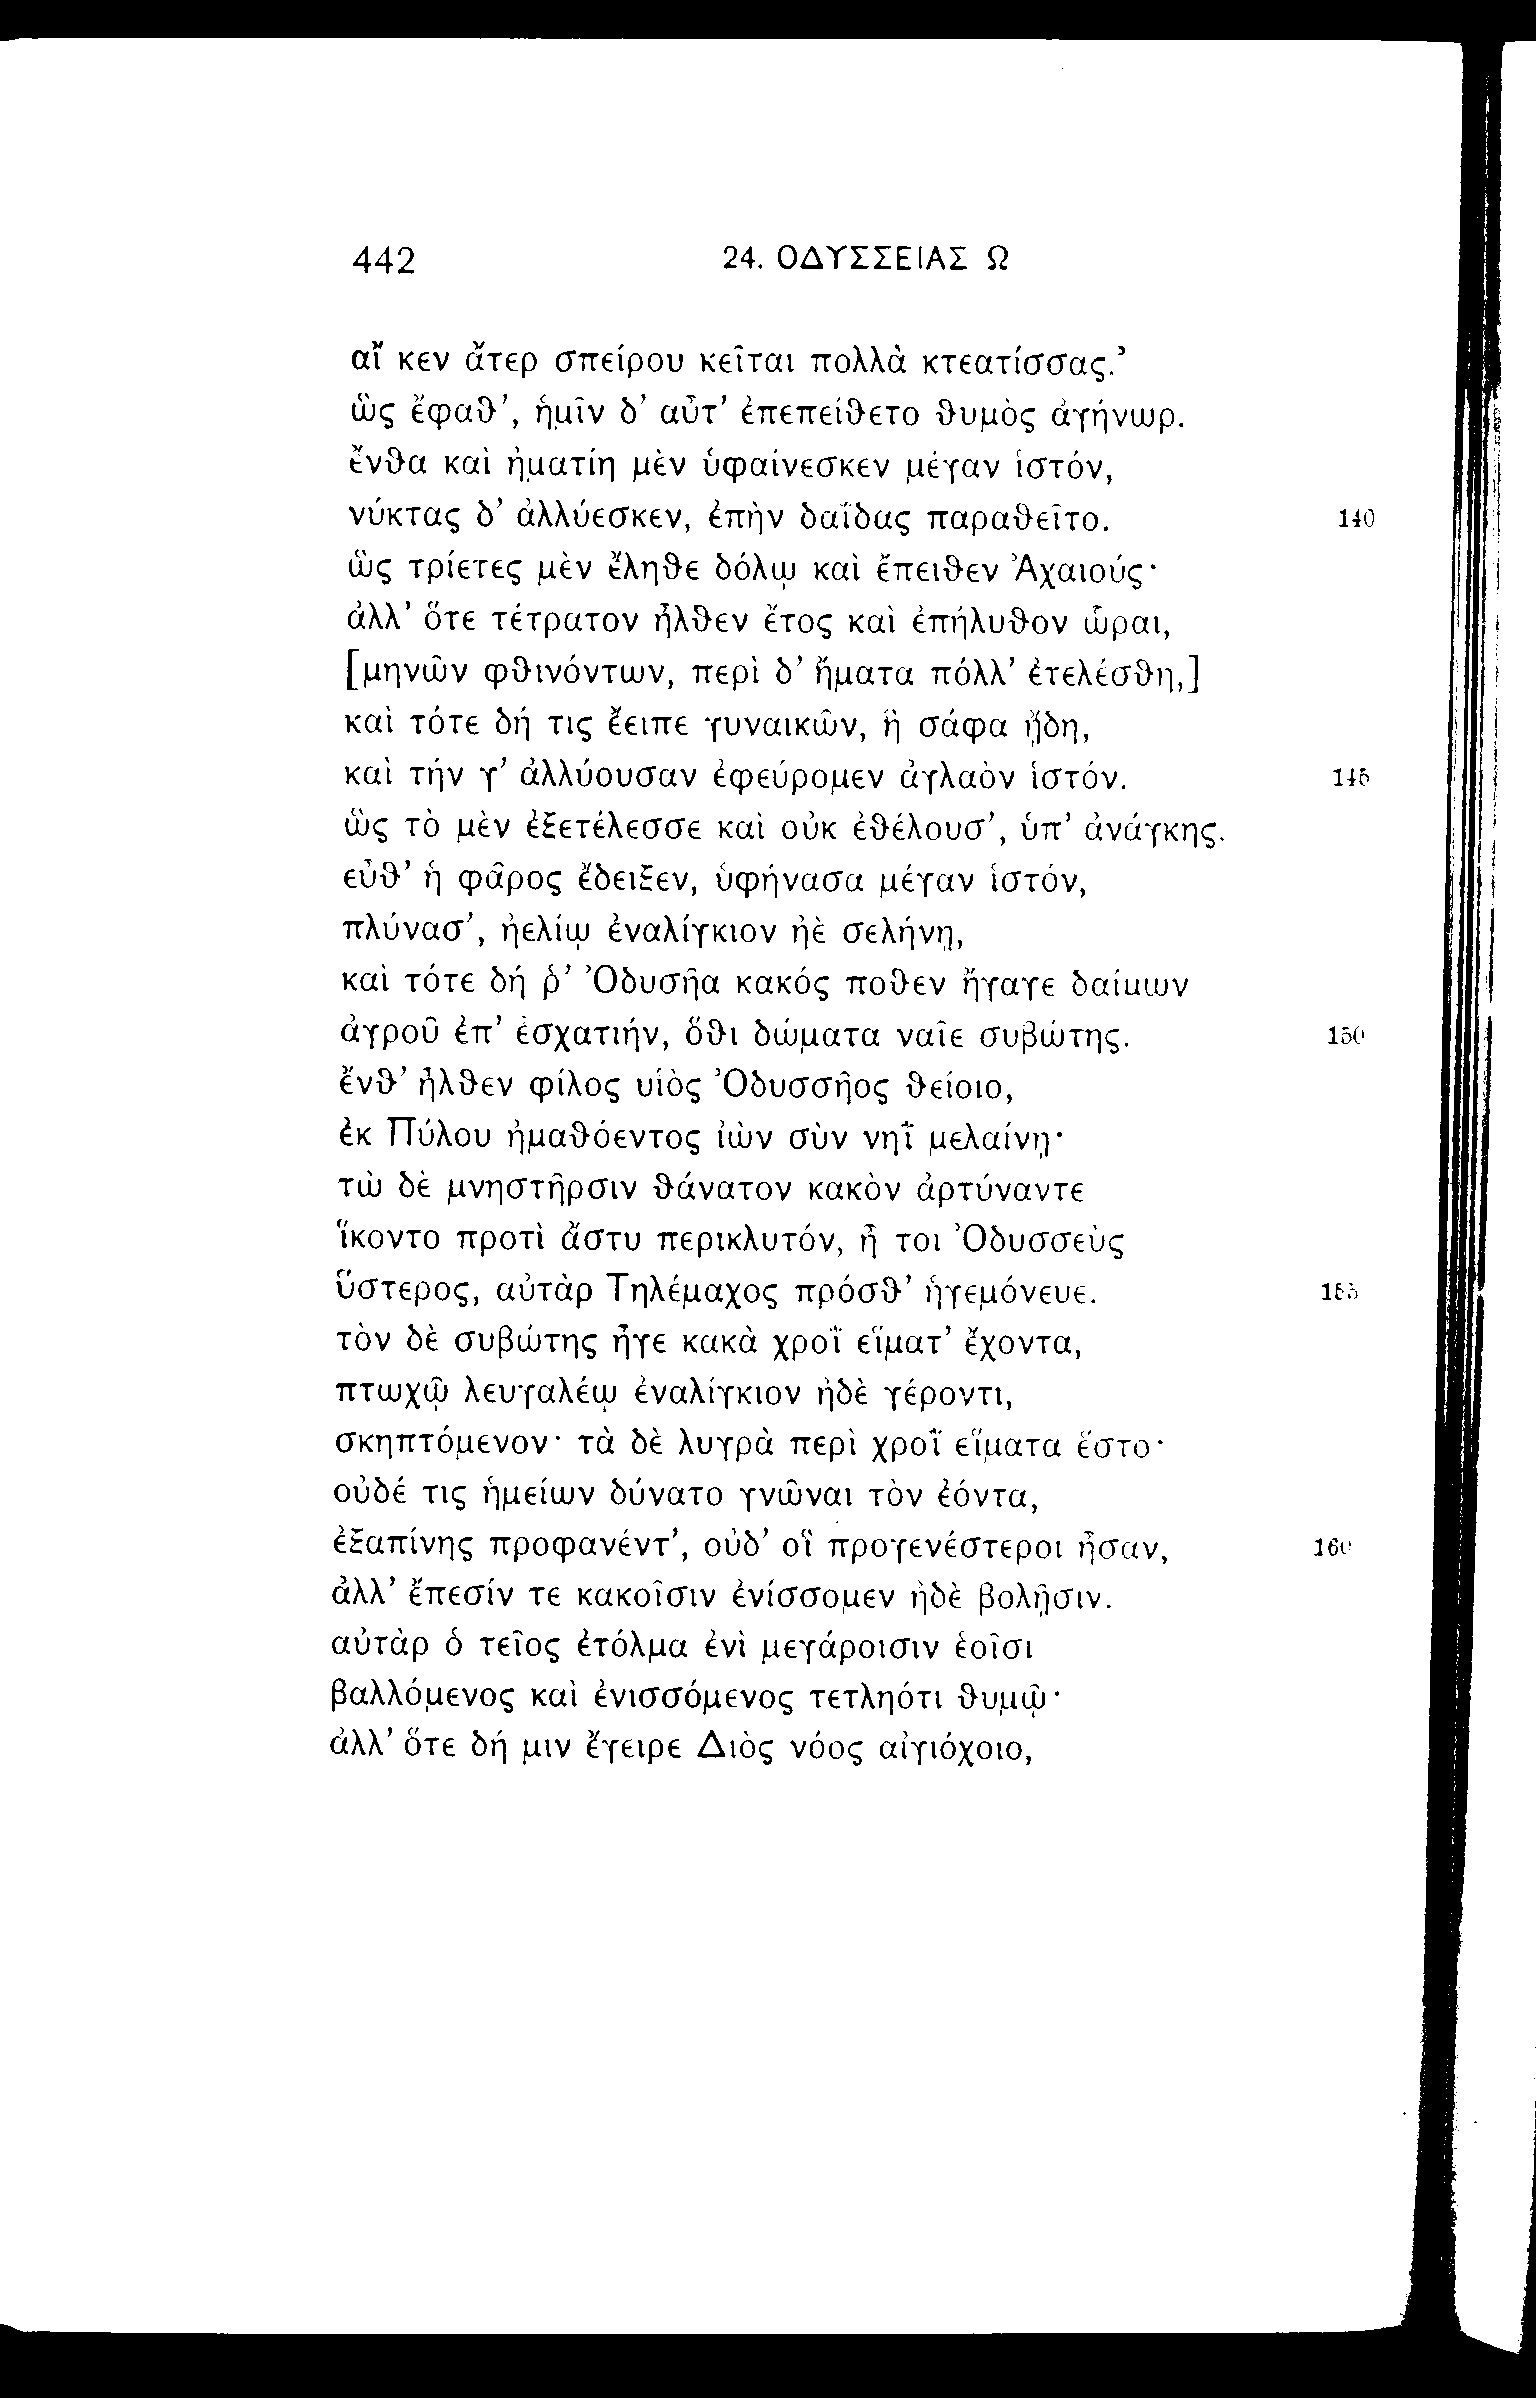 442 24. ΟΔΥΣΣΕΙΑΣ Ω
αἴ κεν ἄτερ σπείρου κεῖται πολλὰ κτεατίσσας.’
ὣς ἔφαθ’, ἡμῖν δ’ αὖτ’ ἐπεπείθετο θυμὸς ἀγήνωρ.
ἔνθα καὶ ἠματίη μὲν ὑφαίνεσκεν μέγαν ἱστόν,
νύκτας δ’ ἀλλύεσκεν, ἐπὴν δαΐδας παραθεῖτο. 140
ὣς τρίετες μὲν ἔληθε δόλῳ καὶ ἔπειθεν Ἀχαιούς·
ἀλλ’ ὅτε τέτρατον ἦλθεν ἔτος καὶ ἐπήλυθον ὧραι,
[μηνῶν φθινόντων, περὶ δ’ ἤματα πόλλ’ ἐτελέσθη,]
καὶ τότε δή τις ἔειπε γυναικῶν, ἣ σάφα ᾔδη,
καὶ τήν γ’ ἀλλύουσαν ἐφεύρομεν ἀγλαὸν ἱστόν. 145
ὣς τὸ μὲν ἐξετέλεσσε καὶ οὐκ ἐθέλουσ’, ὑπ’ ἀνάγκης.
εὖθ’ ἡ φᾶρος ἔδειξεν, ὑφήνασα μέγαν ἱστόν,
πλύνασ’, ἠελίῳ ἐναλίγκιον ἠὲ σελήνῃ,
καὶ τότε δή ῥ’ Ὀδυσῆα κακός ποθεν ἤγαγε δαίμων
ἀγροῦ ἐπ’ ἐσχατιήν, ὅθι δώματα ναῖε συβώτης. 150
ἔνθ’ ἦλθεν φίλος υἱὸς Ὀδυσσῆος θείοιο,
ἐκ Πύλου ἠμαθόεντος ἰὼν σὺν νηῒ μελαίνῃ·
τὼ δὲ μνηστῆρσιν θάνατον κακὸν ἀρτύναντε
ἵκοντο προτὶ ἄστυ περικλυτόν, ἦ τοι Ὀδυσσεὺς
ὕστερος, αὐτὰρ Τηλέμαχος πρόσθ’ ἡγεμόνευε. 155
τὸν δὲ συβώτης ἦγε κακὰ χροῒ εἵματ’ ἔχοντα,
πτωχῷ λευγαλέῳ ἐναλίγκιον ἠδὲ γέροντι,
σκηπτόμενον· τὰ δὲ λυγρὰ περὶ χροῒ εἵματα ἕστο·
οὐδέ τις ἡμείων δύνατο γνῶναι τὸν ἐόντα,
ἐξαπίνης προφανέντ’, οὐδ’ οἳ προγενέστεροι ἦσαν, 160
ἀλλ’ ἔπεσίν τε κακοῖσιν ἐνίσσομεν ἠδὲ βολῇσιν.
αὐτὰρ ὁ τεῖος ἐτόλμα ἐνὶ μεγάροισιν ἑοῖσι
βαλλόμενος καὶ ἐνισσόμενος τετληότι θυμῷ·
ἀλλ’ ὅτε δή μιν ἔγειρε Διὸς νόος αἰγιόχοιο,